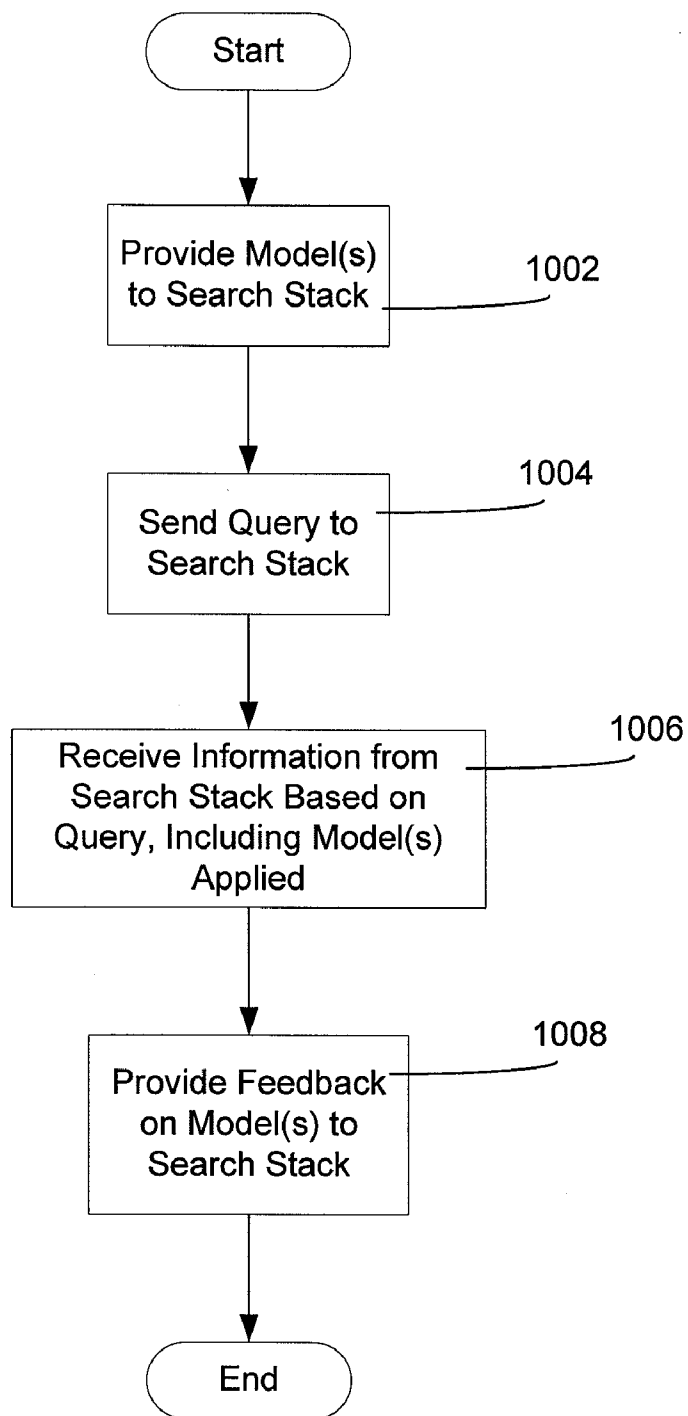 Start
Provide Model(s)
to Search Stack
1002
1004
Send Query to
Search Stack
1006
Receive Information from
Search Stack Based on
Query, Including Model(s)
Applied
1008
Provide Feedback
on Model(s) to
Search Stack
End